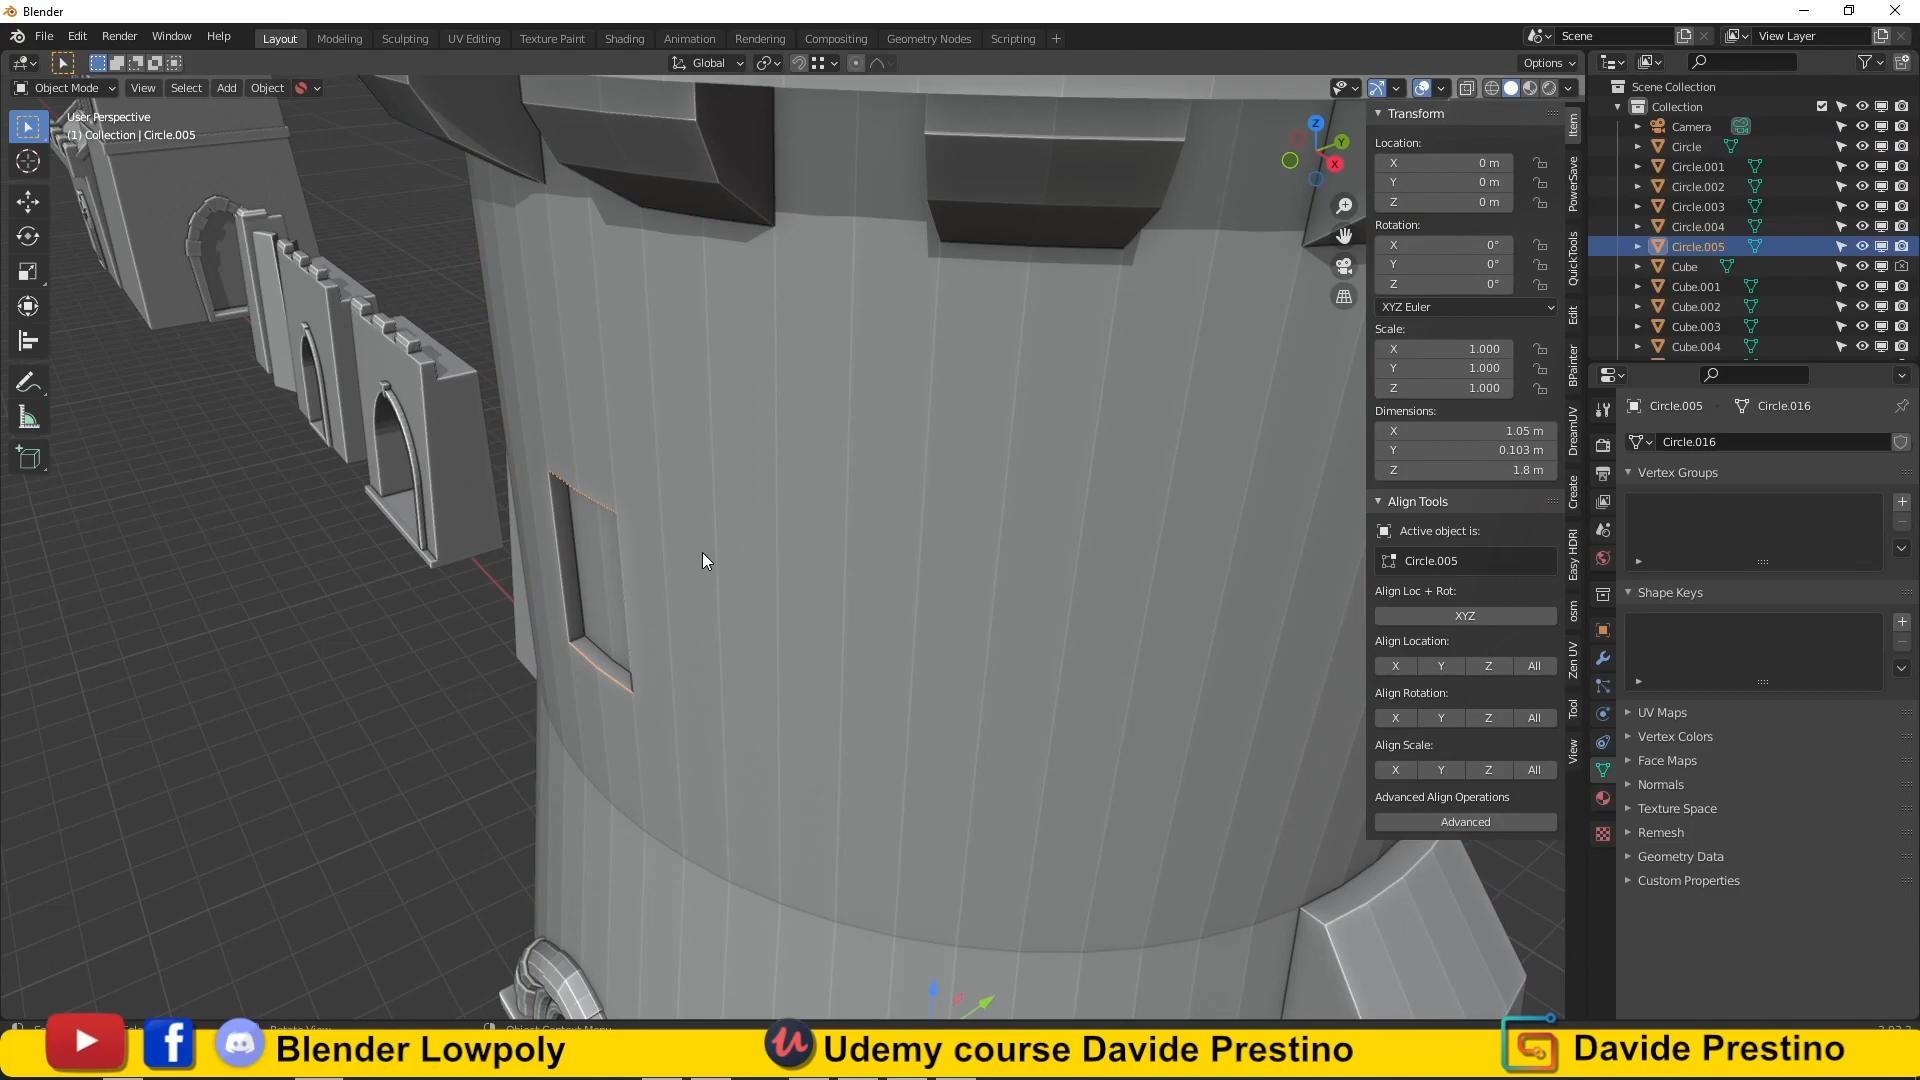 Blender
File Edit Render Window Help Layout Modeling Sculpting UV Editing Texture Paint Shading Animation Rendering Compositing Geometry Nodes Scripting + Scene View Layer
Global Options
Object Mode View Select Add Object
User Perspective
(1) Collection | Circle.005
Z
Y
X
Transform
Location:
X 0 m
Y 0 m
Z 0 m
Rotation:
X 0°
Y 0°
Z 0°
XYZ Euler
Scale:
X 1.000
Y 1.000
Z 1.000
Dimensions:
X 1.05 m
Y 0.103 m
Z 1.8 m
Align Tools
Active object is:
Circle.005
Align Loc + Rot:
XYZ
Align Location:
X Y Z All
Align Rotation:
X Y Z All
Align Scale:
X Y Z All
Advanced Align Operations
Advanced
Item
PowerSave
QuickTools
Edit
BPainter
DreamUV
Create
Easy HDRI
osm
Zen UV
Tool
View
Scene Collection
Collection
Camera
Circle
Circle.001
Circle.002
Circle.003
Circle.004
Circle.005
Cube
Cube.001
Cube.002
Cube.003
Cube.004
Circle.005 Circle.016
Circle.016
Vertex Groups
Shape Keys
UV Maps
Vertex Colors
Face Maps
Normals
Texture Space
Remesh
Geometry Data
Custom Properties
Blender Lowpoly Udemy course Davide Prestino Davide Prestino